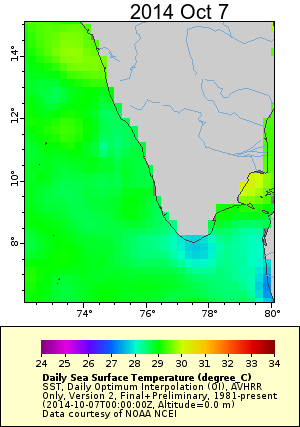 2014 Oct 7
14°
12°
10°
8°
74°
76°
78°
80°
24 25 26 27 28 29 30 31 32 33 34
Daily Sea Surface Temperature (degree_C)
SST, Daily Optimum Interpolation (OI), AVHRR
Only, Version 2, Final+Preliminary, 1981-present
(2014-10-07T00:00:00Z, Altitude=0.0 m)
Data courtesy of NOAA NCEI